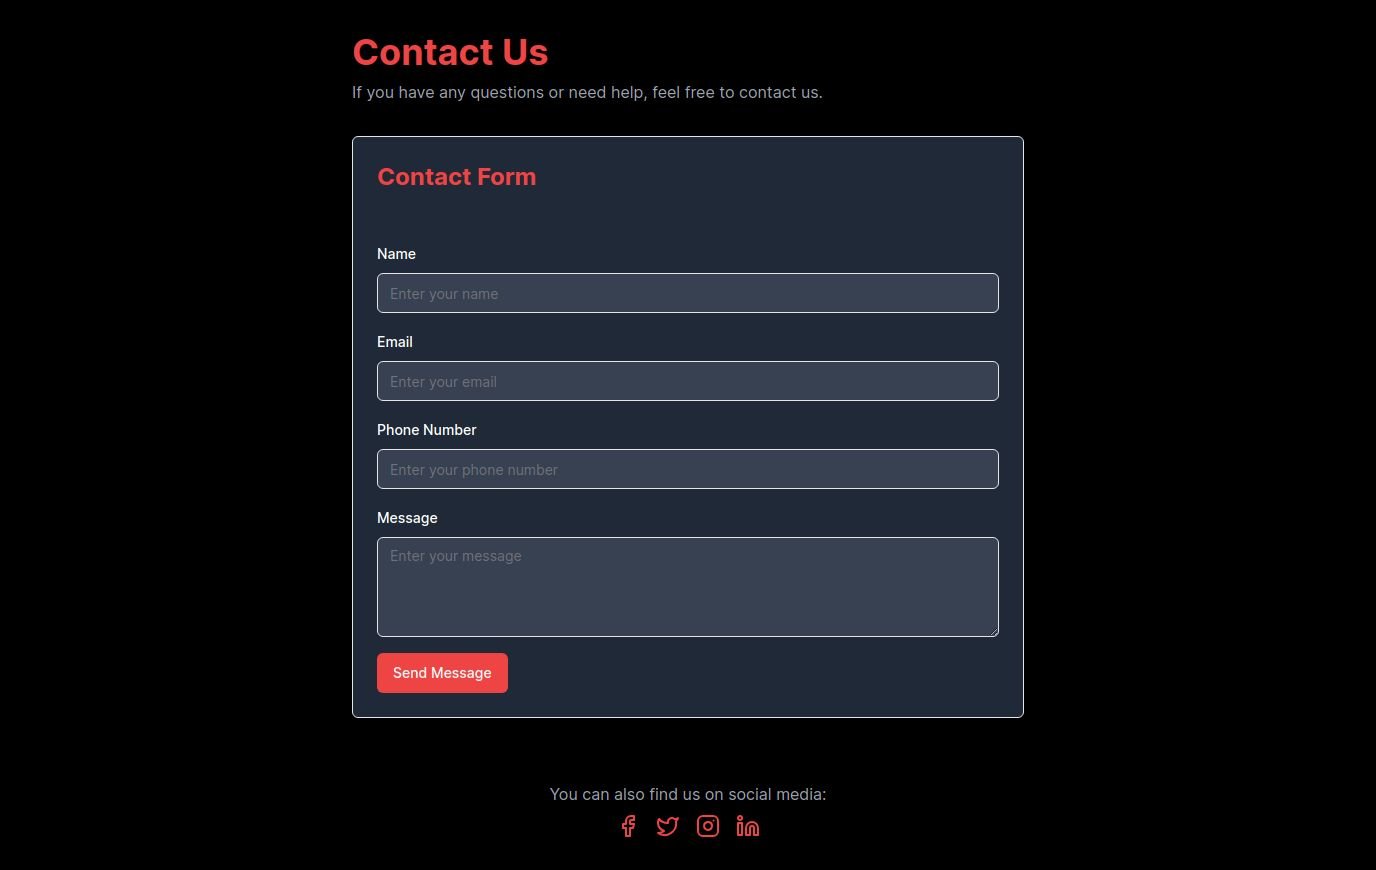 Contact Us
If you have any questions or need help, feel free to contact us.
Contact Form
Name
Enter your name
Email
Enter your email
Phone Number
Enter your phone number
Message
Enter your message
Send Message
You can also find us on social media: